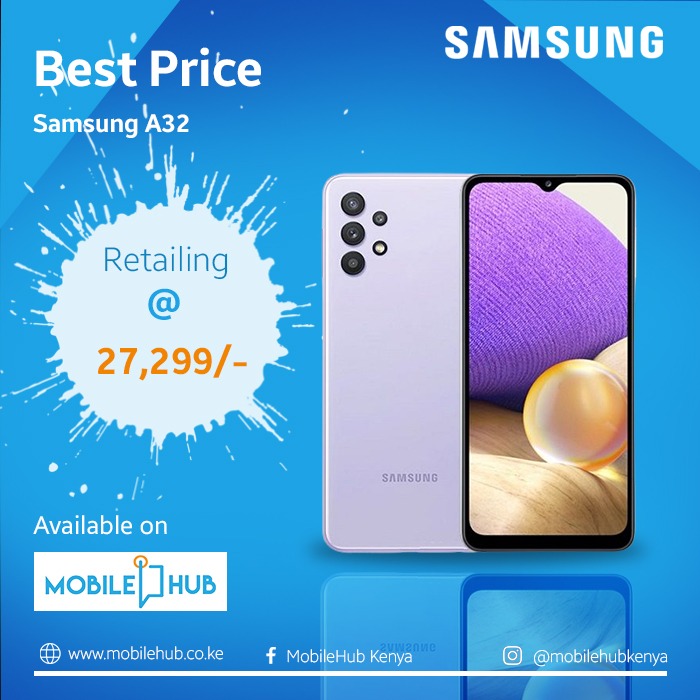 SAMSUNG
Best Price
Samsung A32
Retailing
@
27,299/-
SAMSUNG
Available on
MOBILE HUB
SAMSUNG
www.mobilehub.co.ke
MobileHub Kenya
@mobilehubkenya